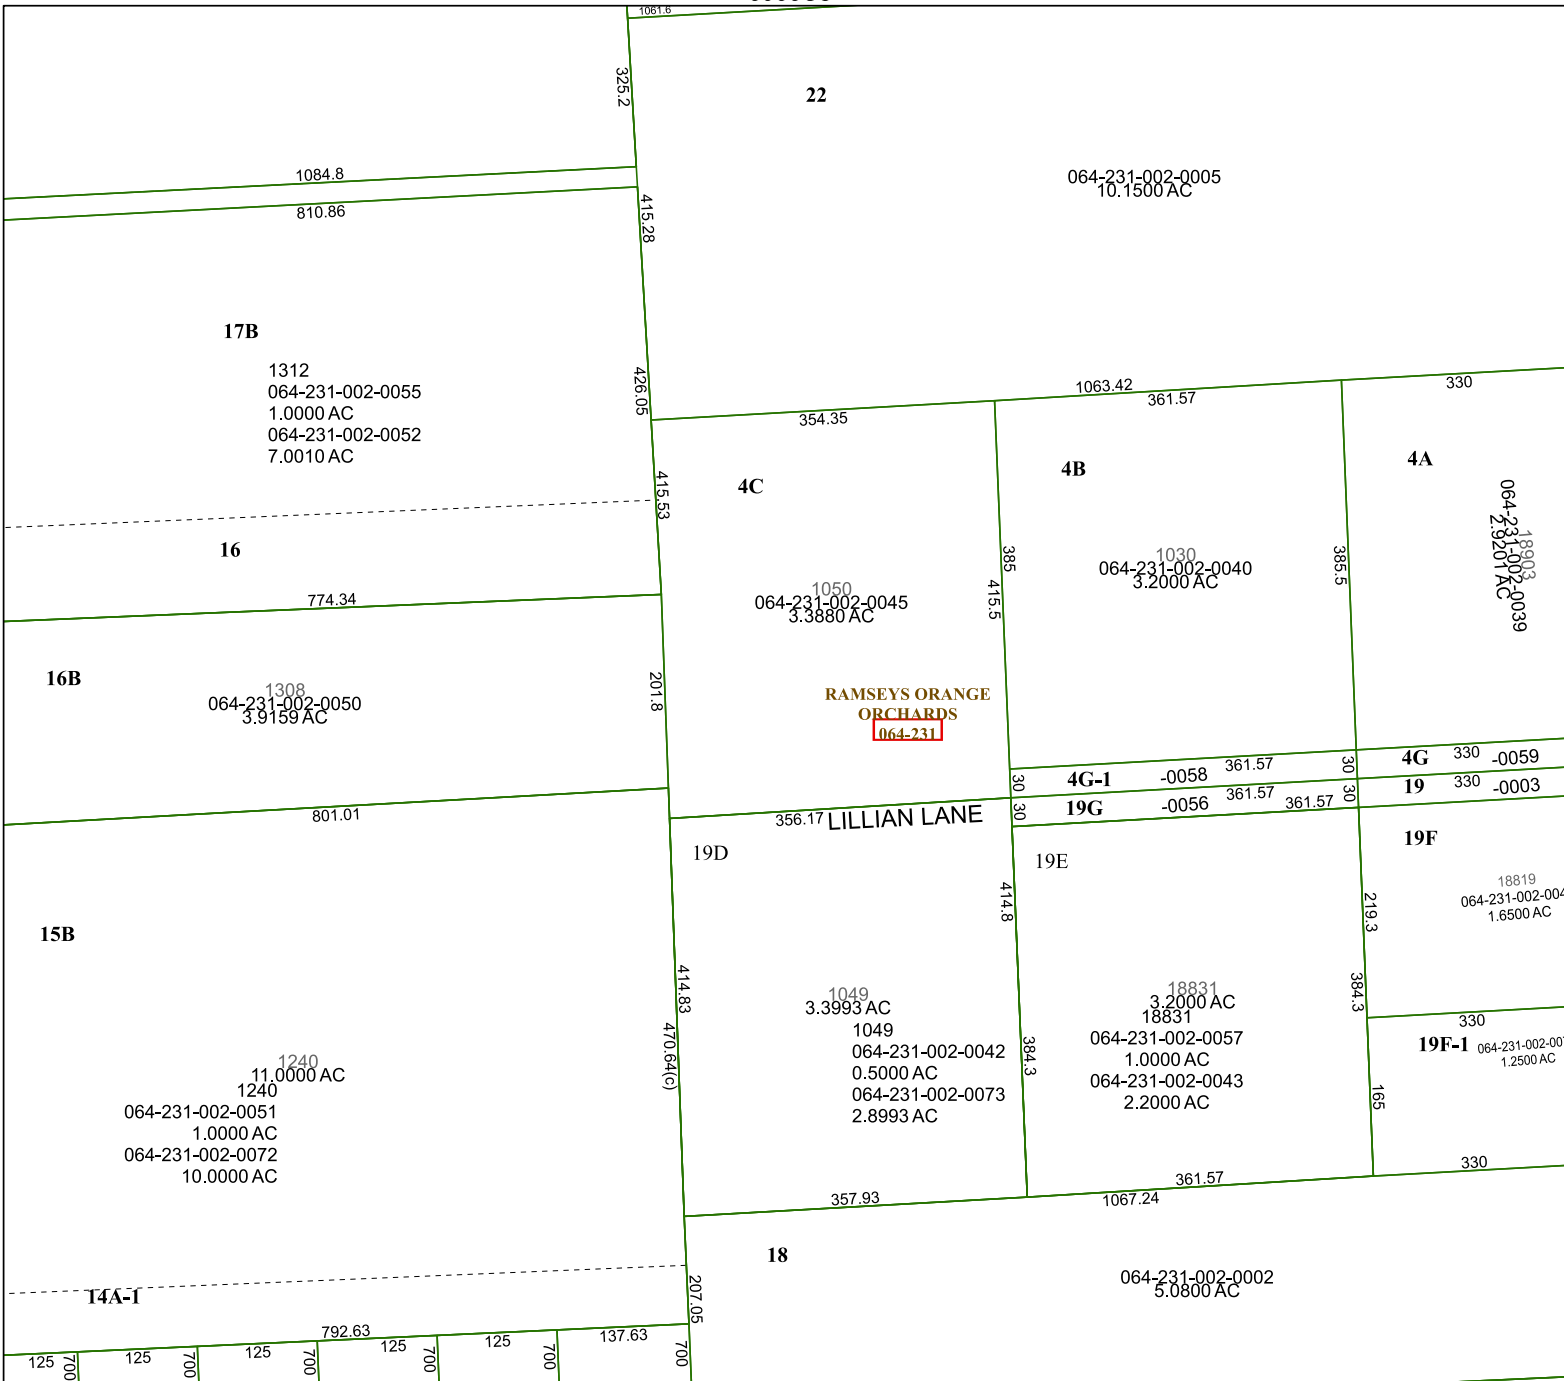 1061.6
325.2
22
1084.8
064-231-002-0005
10.1500 AC
810.86
415.28
17B
1312
064-231-002-0055
1.0000 AC
064-231-002-0052
7.0010 AC
426.05
1063.42
330
354.35
361.57
415.53
4C
4B
4A
16
385
415.5
385.5
1030
064-231-002-0040
3.2000 AC
18903
064-231-002-0039
2.9201 AC
774.34
1050
064-231-002-0045
3.3880 AC
16B
1308
064-231-002-0050
3.9159 AC
201.8
RAMSEYS ORANGE
ORCHARDS
064-231
4G-1
-0058
361.57
30
30
4G
330
-0059
801.01
356.17
LILLIAN LANE
30
19G
-0056
361.57
361.57
30
19
330
-0003
19D
19E
19F
15B
414.8
219.3
18819
1.6500 AC
414.83
470.64(c)
1049
3.3993 AC
1049
064-231-002-0042
0.5000 AC
064-231-002-0073
2.8993 AC
384.3
18831
3.2000 AC
18831
064-231-002-0057
1.0000 AC
064-231-002-0043
2.2000 AC
384.3
330
19F-1
1.2500 AC
165
1240
11.0000 AC
1240
064-231-002-0051
1.0000 AC
064-231-002-0072
10.0000 AC
357.93
361.57
1067.24
330
18
064-231-002-0002
5.0800 AC
14A-1
207.05
792.63
125
700
125
700
125
700
125
700
125
700
137.63
700